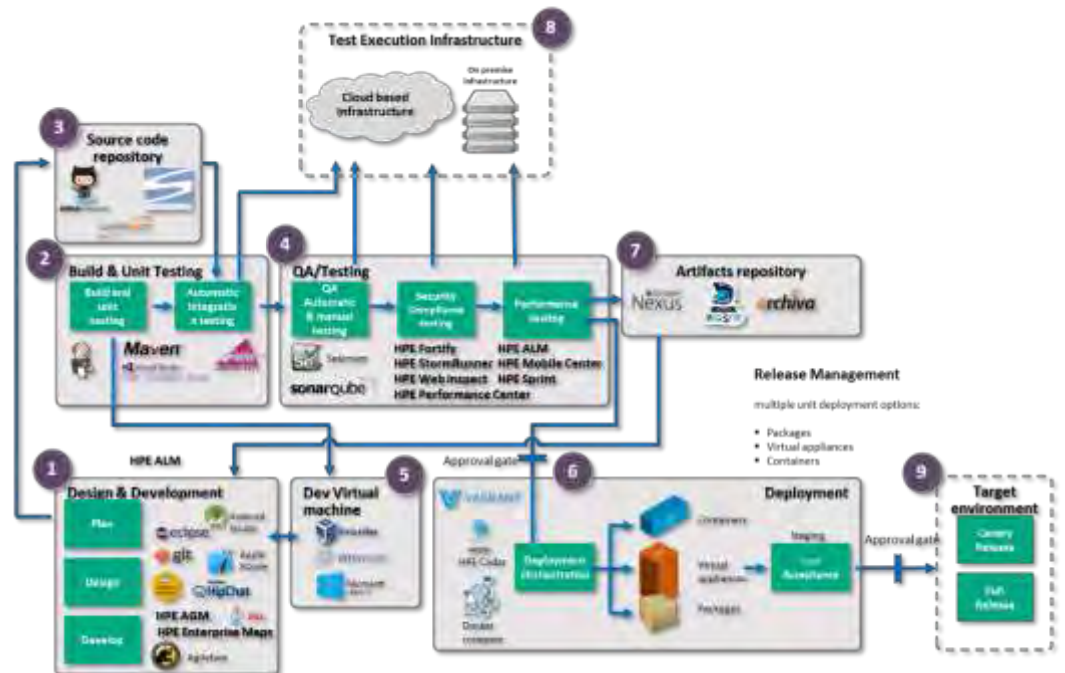 8
Test Execution Infrastructure
On premise
Infrastructure
Cloud based
Infrastructure
3
Source code
repository
2
Build & Unit Testing
Build and
unit
testing
Automatic
Integratio
n testing
Maven
4
QA/Testing
QA
Automatic
& manual
testing
Security
Compliance
testing
Performance
testing
Selenium
sonarqube
HPE Fortify
HPE StormRunner
HPE WebInspect
HPE Performance Center
HPE ALM
HPE Mobile Center
HPE Sprint
7
Artifacts repository
Nexus
archiva
Release Management
multiple unit deployment options:
Packages
Virtual appliances
Containers
HPE ALM
1
Design & Development
Plan
Design
Develop
eclipse
Android
Studio
git
Apple
HipChat
HPE AGM
HPE Enterprise Maps
5
Dev Virtual
machine
Microsoft
Approval gate
6
Deployment
VAGRANT
HPE Codar
Docker
compose
Deployment
Orchestration
containers
Virtual
appliances
Packages
Staging
Acceptance
Approval gate
9
Target
environment
Canary
Release
Full
Release